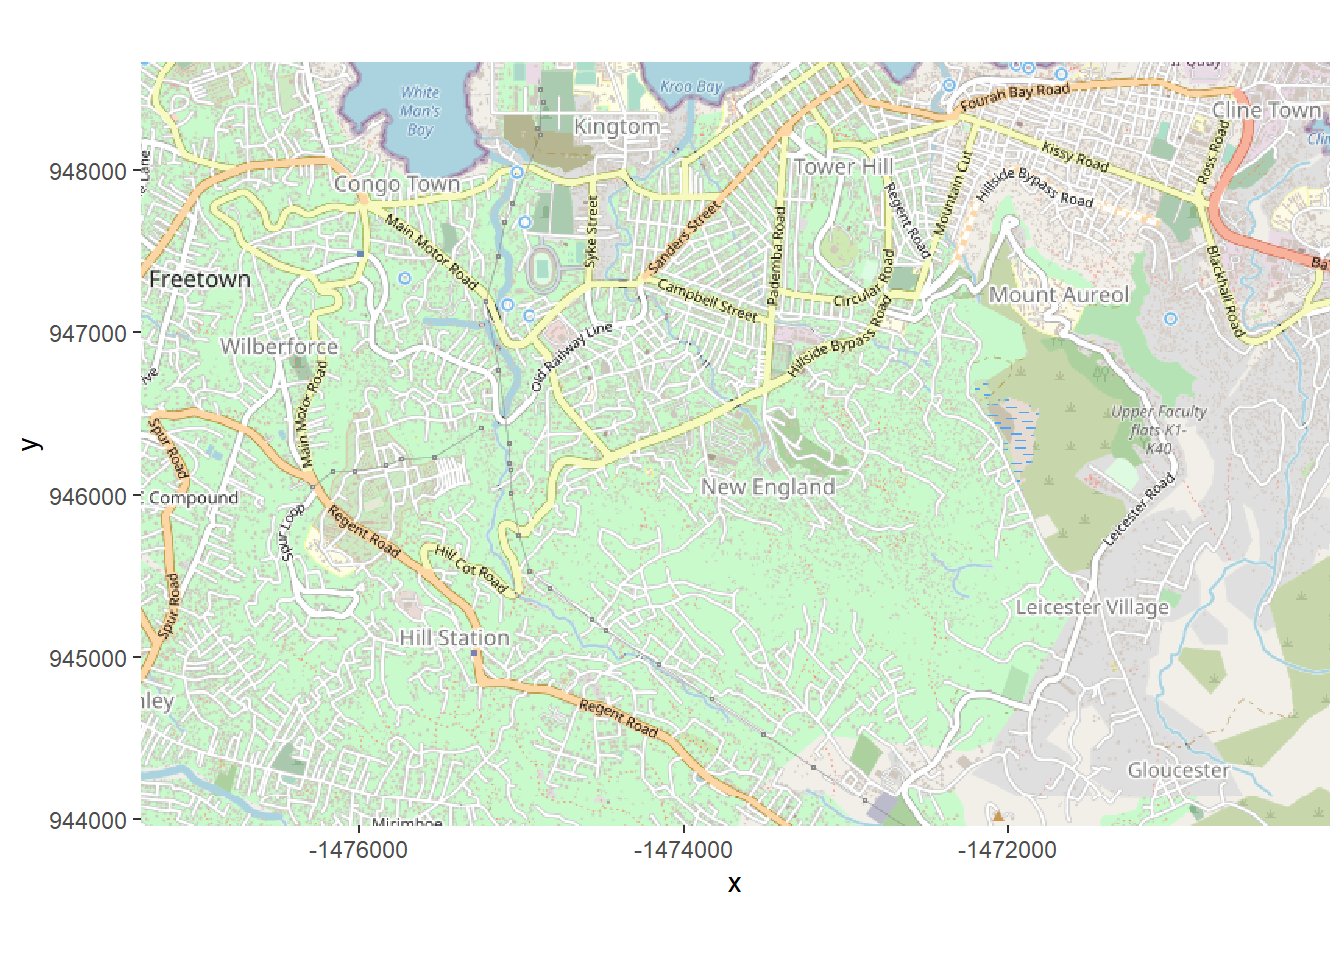 White
Man's
Bay
Kroo Bay
Fourah Bay Road
Cline Town
Kingtom
948000
Congo Town
Tower Hill
Kissy Road
Ross Road
Hillside Bypass Road
Mountain Cut
Regent Road
Syke Street
Sanders Street
Main Motor Road
Pademba Road
Freetown
Campbell Street
Circular Road
Mount Aureol
Blackhall Road
947000
Wilberforce
Old Railway Line
Hillside Bypass Road
Main Motor Road
Upper Faculty
flats K1-
K40
Spur Road
y
946000
Compound
New England
Spur Loop
Regent Road
Leicester Road
Hill Cot Road
Spur Road
Leicester Village
Hill Station
945000
Regent Road
Gloucester
944000
-1476000
-1474000
-1472000
x